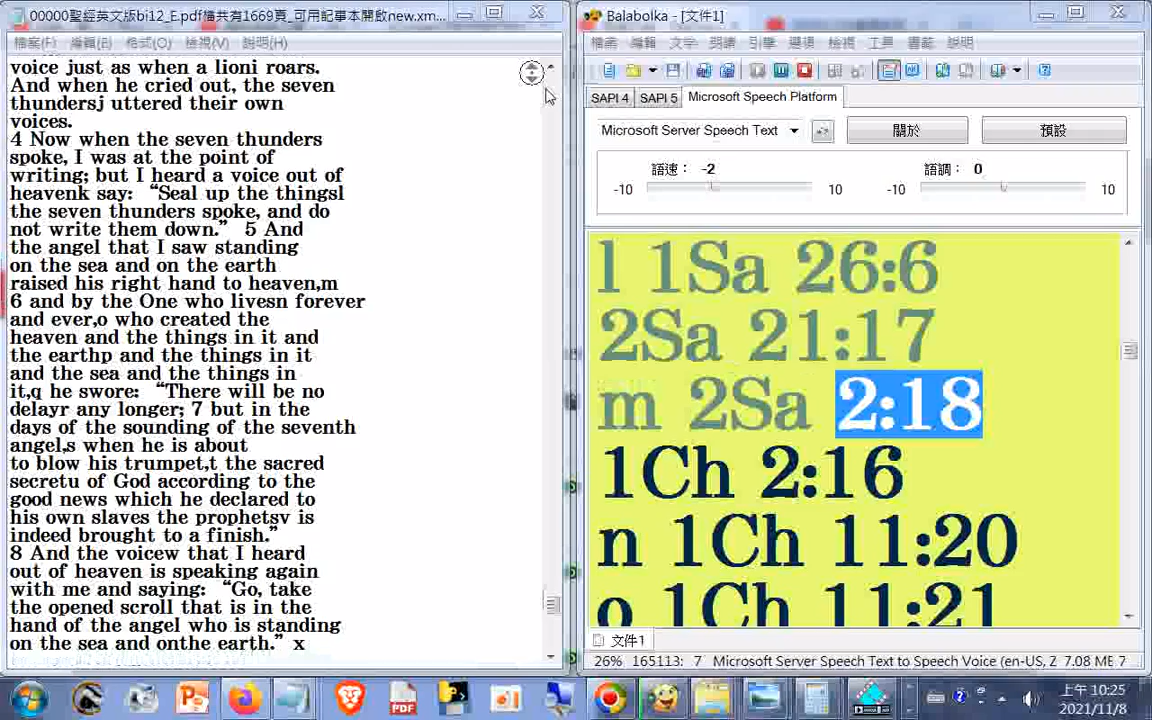 00000聖經英文版bi12_E.pdf檔共有1669頁_可用記事本開啟new.xm...
檔案(F) 編輯(E) 格式(O) 檢視(V) 說明(H)
voice just as when a lioni roars.
And when he cried out, the seven
thundersj uttered their own
voices.
4 Now when the seven thunders
spoke, I was at the point of
writing; but I heard a voice out of
heavenk say: “Seal up the thingsl
the seven thunders spoke, and do
not write them down.” 5 And
the angel that I saw standing
on the sea and on the earth
raised his right hand to heaven,m
6 and by the One who livesn forever
and ever,o who created the
heaven and the things in it and
the earthp and the things in it
and the sea and the things in
it,q he swore: “There will be no
delayr any longer; 7 but in the
days of the sounding of the seventh
angel,s when he is about
to blow his trumpet,t the sacred
secretu of God according to the
good news which he declared to
his own slaves the prophetsv is
indeed brought to a finish.”
8 And the voicew that I heard
out of heaven is speaking again
with me and saying: “Go, take
the opened scroll that is in the
hand of the angel who is standing
on the sea and onthe earth.” x
Balabolka - [文件1]
檔案 編輯 文字 朗讀 引擎 選項 檢視 工具 書籤 說明
SAPI 4 SAPI 5 Microsoft Speech Platform
Microsoft Server Speech Text 關於 預設
語速： -2 語調： 0
-10 10 -10 10
l 1Sa 26:6
2Sa 21:17
m 2Sa 2:18
1Ch 2:16
n 1Ch 11:20
o 1Ch 11:21
文件1
26% 165113: 7 Microsoft Server Speech Text to Speech Voice (en-US, Z 7.08 ME 7
PDF
上午 10:25
2021/11/8